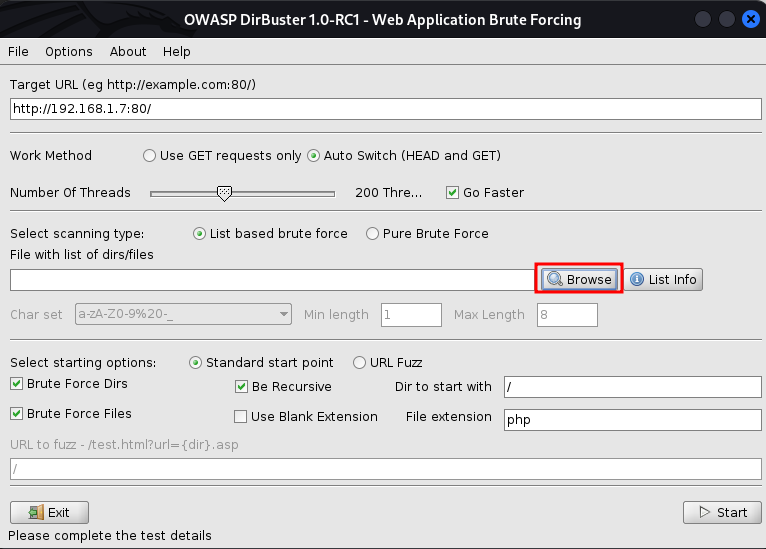 OWASP DirBuster 1.0-RC1 - Web Application Brute Forcing
File Options About Help
Target URL (eg http://example.com:80/)
http://192.168.1.7:80/
Work Method Use GET requests only Auto Switch (HEAD and GET)
Number Of Threads 200 Thre... Go Faster
Select scanning type: List based brute force Pure Brute Force
File with list of dirs/files
Browse List Info
Char set a-zA-Z0-9%20-_ Min length 1 Max Length 8
Select starting options: Standard start point URL Fuzz
Brute Force Dirs Be Recursive Dir to start with /
Brute Force Files Use Blank Extension File extension php
URL to fuzz - /test.html?url={dir}.asp
/
Exit Start
Please complete the test details